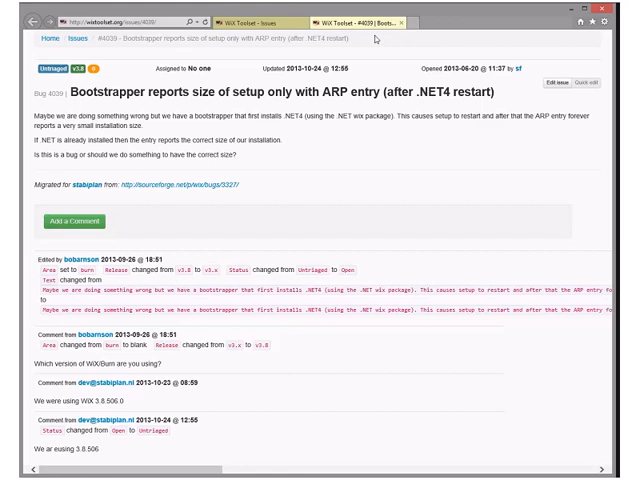 http://wixtoolset.org/issues/4039/
WiX Toolset - Issues
WiX Toolset - #4039 | Boots...
Home / Issues / #4039 - Bootstrapper reports size of setup only with ARP entry (after .NET4 restart)
Untriaged v3.8 0 Assigned to No one Updated 2013-10-24 @ 12:55 Opened 2013-06-20 @ 11:37 by sf
Edit issue Quick edit
Bug 4039 | Bootstrapper reports size of setup only with ARP entry (after .NET4 restart)
Maybe we are doing something wrong but we have a bootstrapper that first installs .NET4 (using the .NET wix package). This causes setup to restart and after that the ARP entry forever
reports a very small installation size.
If .NET is already installed then the entry reports the correct size of our installation.
Is this is a bug or should we do something to have the correct size?
Migrated for stabiplan from: http://sourceforge.net/p/wix/bugs/3327/
Add a Comment
Edited by bobarnson 2013-09-26 @ 18:51
Area set to burn Release changed from v3.8 to v3.x Status changed from Untriaged to Open
Text changed from
Maybe we are doing something wrong but we have a bootstrapper that first installs .NET4 (using the .NET wix package). This causes setup to restart and after that the ARP entry fo
to
Maybe we are doing something wrong but we have a bootstrapper that first installs .NET4 (using the .NET wix package). This causes setup to restart and after that the ARP entry fo
Comment from bobarnson 2013-09-26 @ 18:51
Area changed from burn to blank Release changed from v3.x to v3.8
Which version of WiX/Burn are you using?
Comment from dev@stabiplan.nl 2013-10-23 @ 08:59
We were using WiX 3.8.506.0
Comment from dev@stabiplan.nl 2013-10-24 @ 12:55
Status changed from Open to Untriaged
We ar eusing 3.8.506